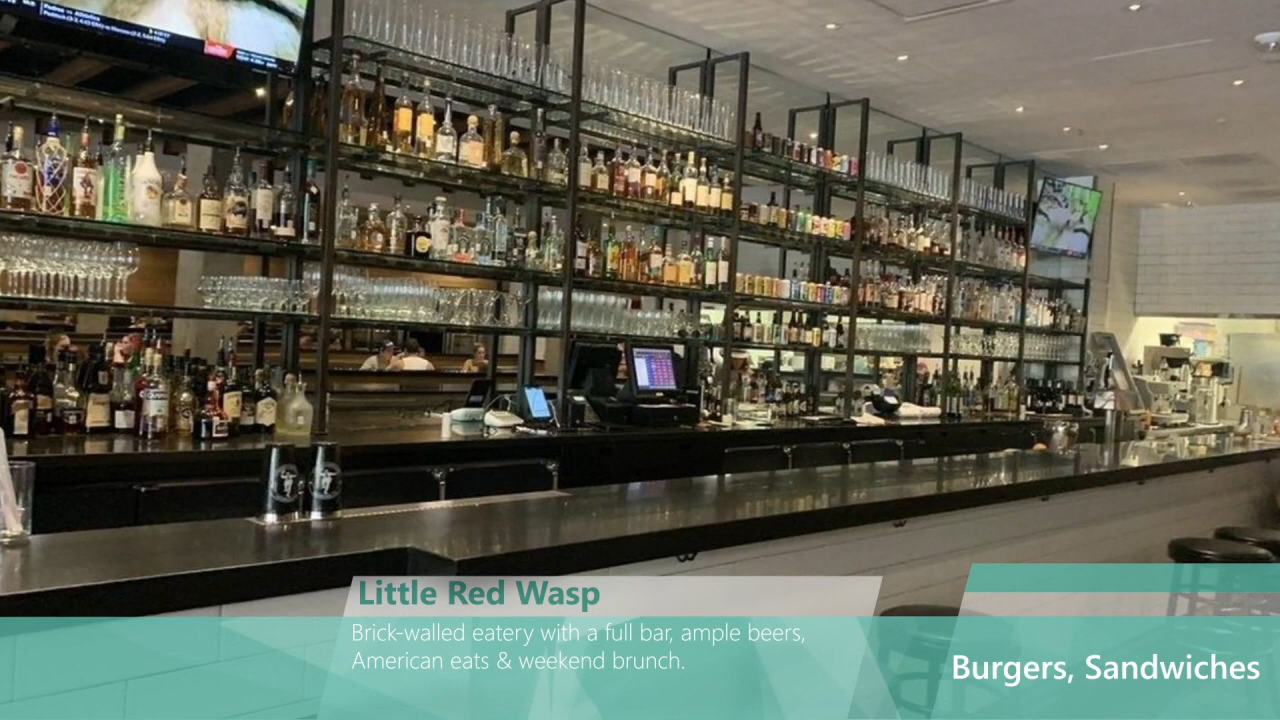 Little Red Wasp
Brick-walled eatery with a full bar, ample beers,
American eats & weekend brunch.
Burgers, Sandwiches